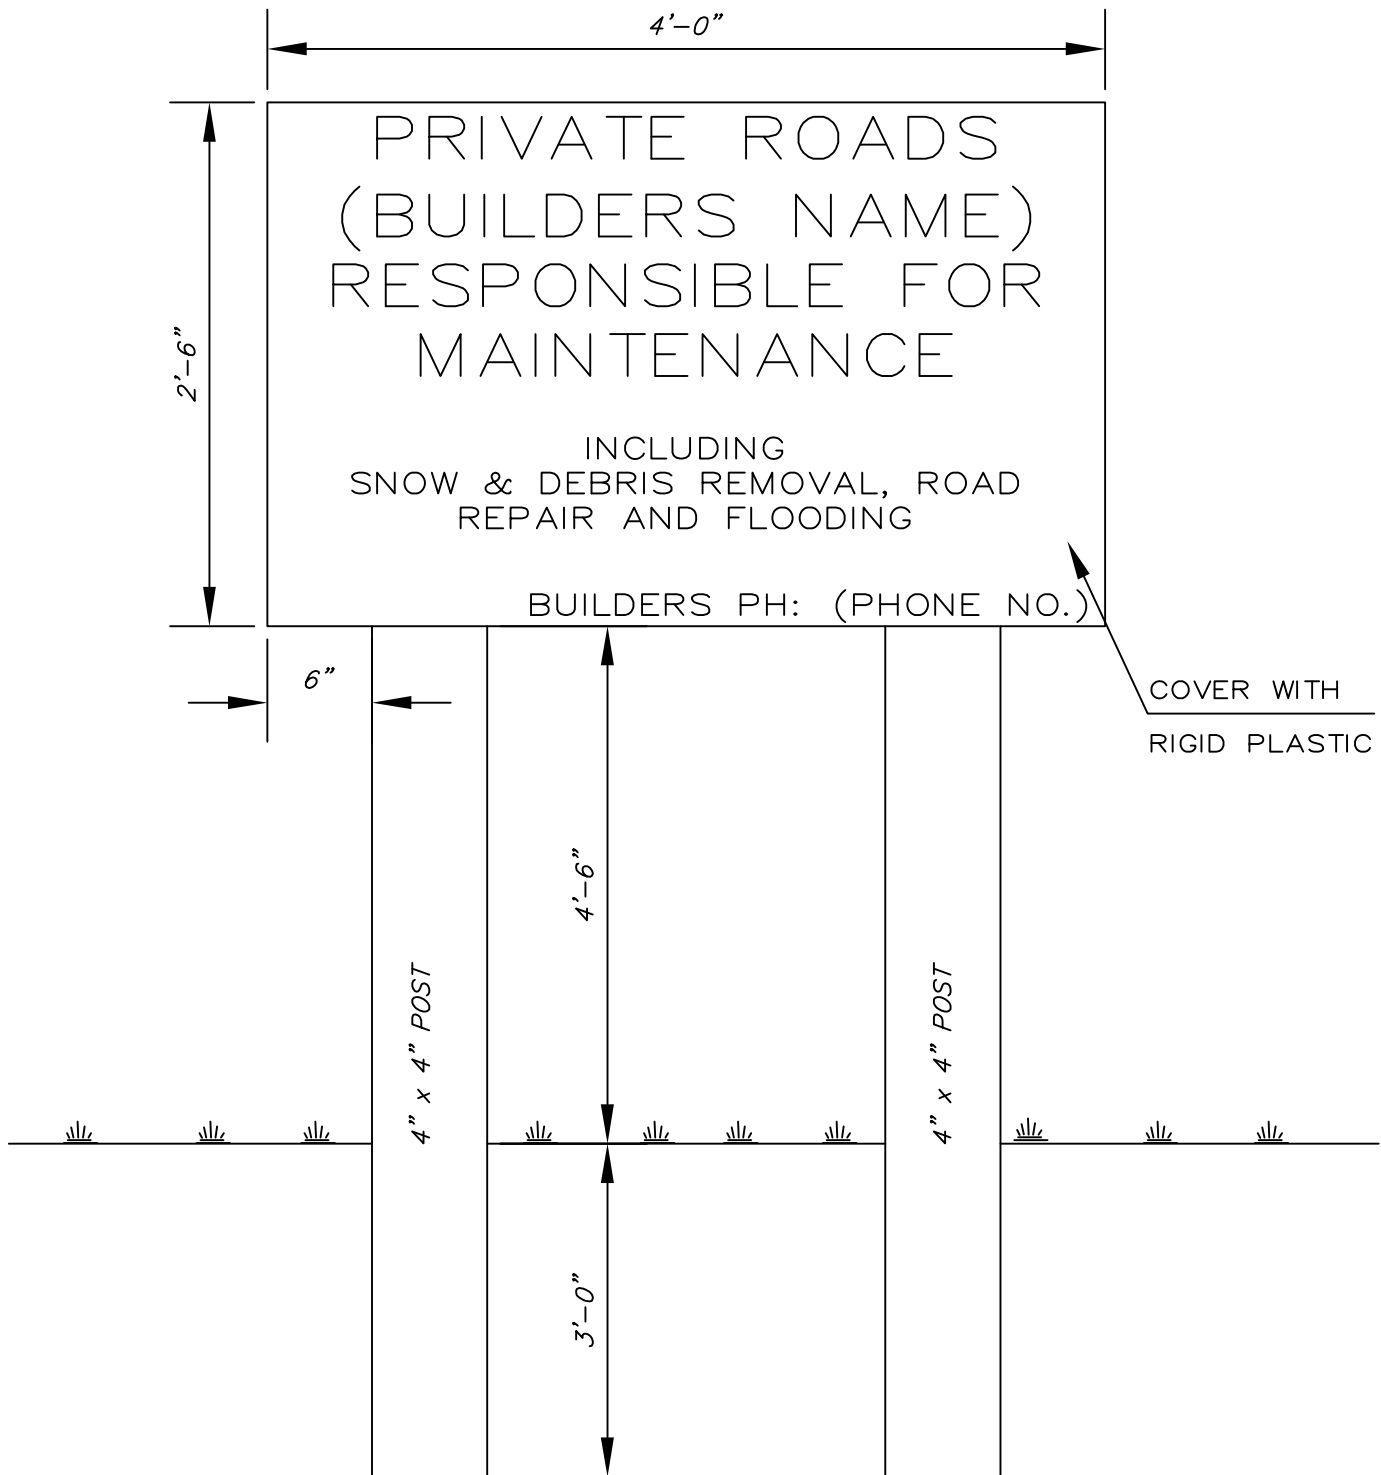 4'-0"
PRIVATE ROADS
(BUILDERS NAME)
RESPONSIBLE FOR
MAINTENANCE
2'-6"
INCLUDING
SNOW & DEBRIS REMOVAL, ROAD
REPAIR AND FLOODING
BUILDERS PH: (PHONE NO.)
6"
COVER WITH
RIGID PLASTIC
4'-6"
4" x 4" POST
4" x 4" POST
3'-0"